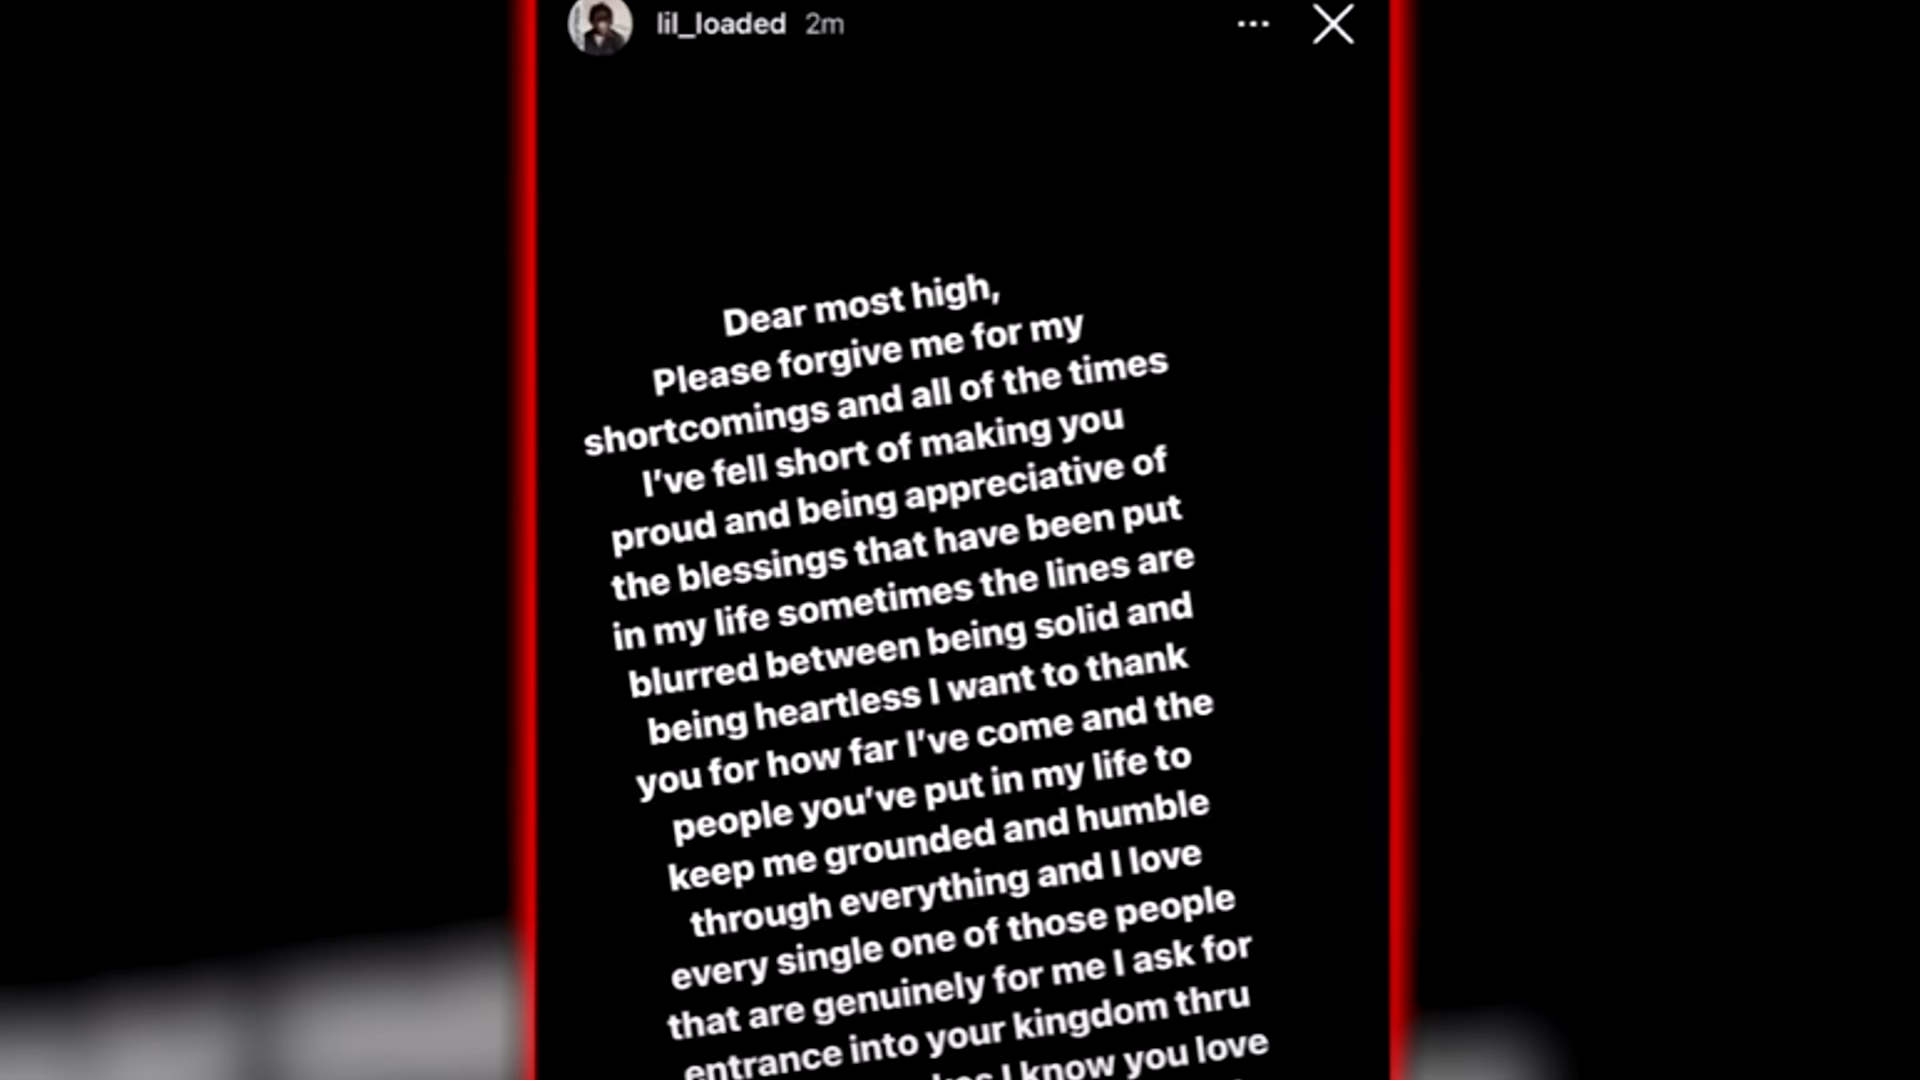 lil_loaded 2m
Dear most high,
Please forgive me for my
shortcomings and all of the times
I've fell short of making you
proud and being appreciative of
the blessings that have been put
in my life sometimes the lines are
blurred between being solid and
being heartless I want to thank
you for how far I've come and the
people you've put in my life to
keep me grounded and humble
through everything and I love
every single one of those people
that are genuinely for me I ask for
entrance into your kingdom thru
I know you love